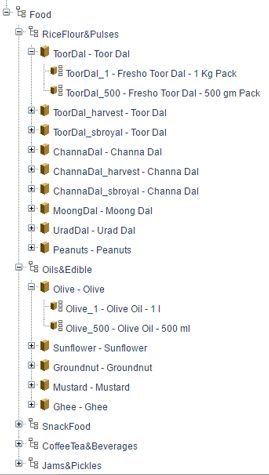 Food
RiceFlour&Pulses
ToorDal - Toor Dal
ToorDal_1 - Fresho Toor Dal - 1 Kg Pack
ToorDal_500 - Fresho Toor Dal - 500 gm Pack
ToorDal_harvest - Toor Dal
ToorDal_sbroyal - Toor Dal
ChannaDal - Channa Dal
ChannaDal_harvest - Channa Dal
ChannaDal_sbroyal - Channa Dal
MoongDal - Moong Dal
UradDal - Urad Dal
Peanuts - Peanuts
Oils&Edible
Olive - Olive
Olive_1 - Olive Oil - 1 l
Olive_500 - Olive Oil - 500 ml
Sunflower - Sunflower
Groundnut - Groundnut
Mustard - Mustard
Ghee - Ghee
SnackFood
CoffeeTea&Beverages
Jams&Pickles